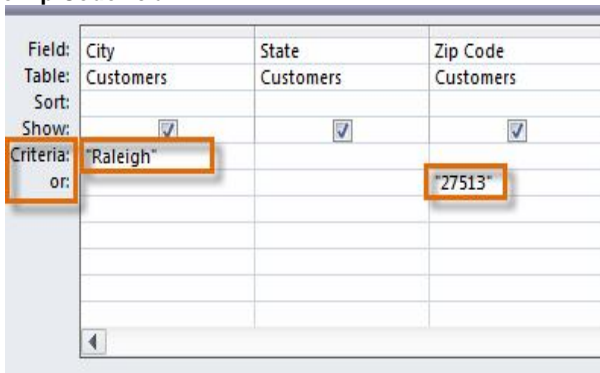 Field: City State Zip Code
Table: Customers Customers Customers
Sort:
Show:
Criteria: "Raleigh"
or: "27513"